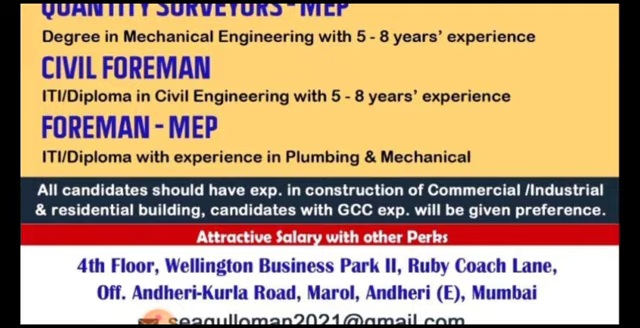 QUANTITY SURVEYORS - MEP
Degree in Mechanical Engineering with 5 - 8 years’ experience
CIVIL FOREMAN
ITI/Diploma in Civil Engineering with 5 - 8 years’ experience
FOREMAN - MEP
ITI/Diploma with experience in Plumbing & Mechanical
All candidates should have exp. in construction of Commercial /Industrial
& residential building, candidates with GCC exp. will be given preference.
Attractive Salary with other Perks
4th Floor, Wellington Business Park II, Ruby Coach Lane,
Off. Andheri-Kurla Road, Marol, Andheri (E), Mumbai
seagulloman2021@gmail.com